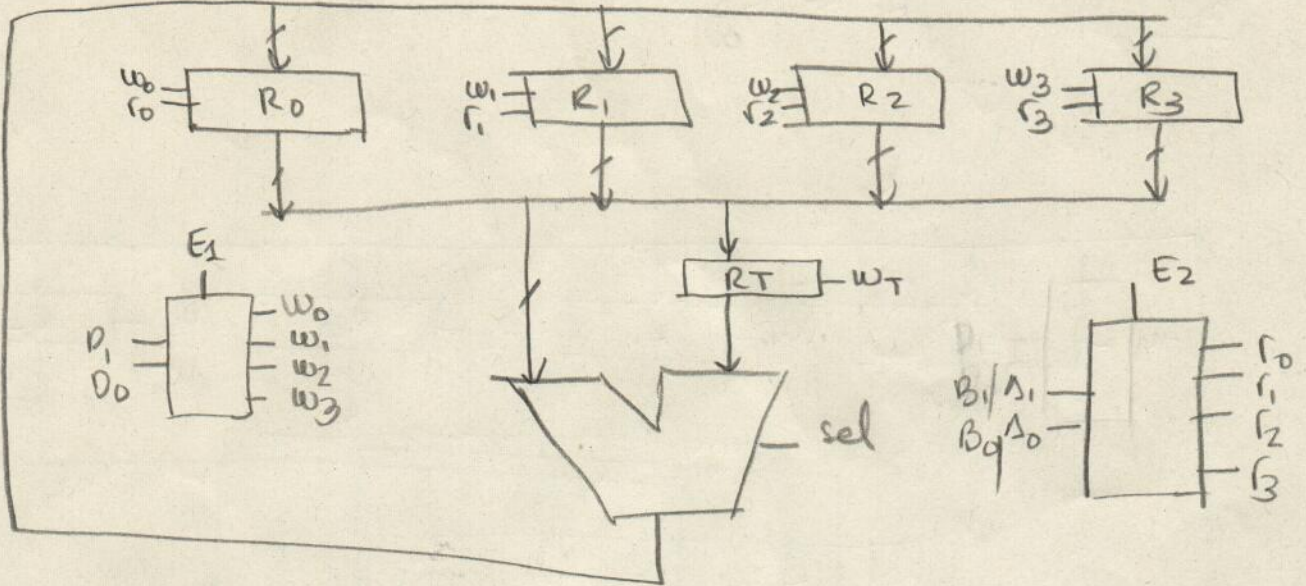 w0 r0 R0
w1 r1 R1
w2 r2 R2
w3 r3 R3
E1
D1
D0
w0
w1
w2
w3
RT wT
sel
E2
B1/A1
B0/A0
r0
r1
r2
r3